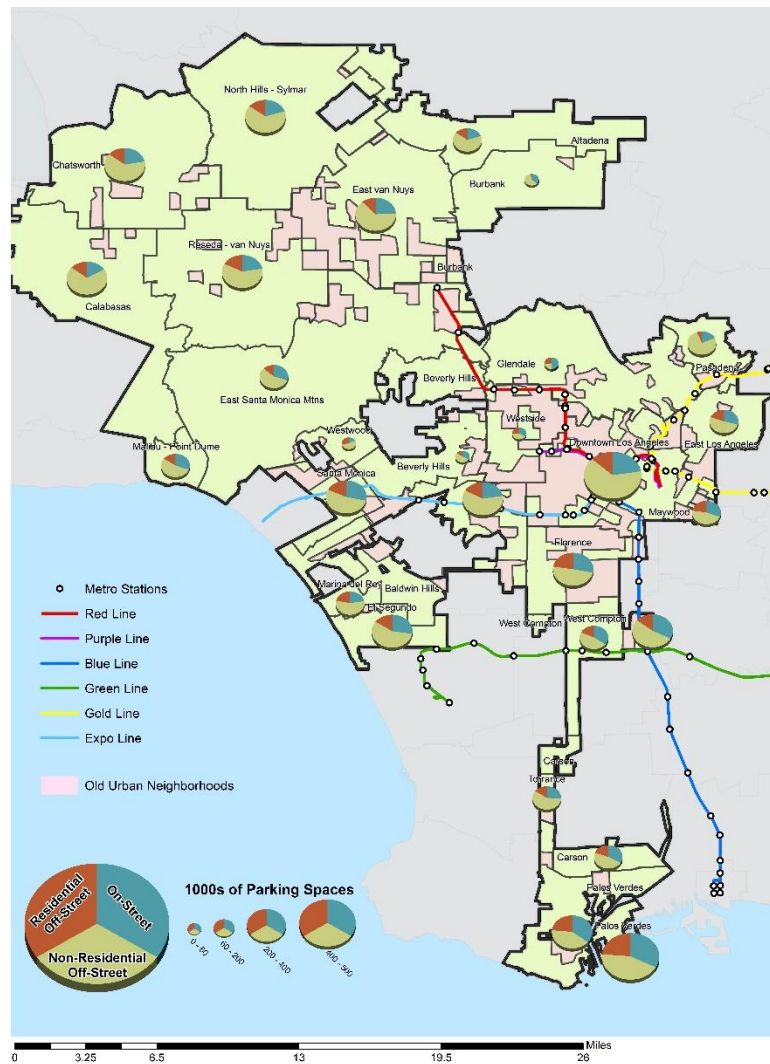 North Hills - Sylmar
Altadena
Chatsworth
Burbank
East van Nuys
Reseda - van Nuys
Burbank
Calabasas
Glendale
Pasadena
Beverly Hills
East Santa Monica Mtns
Westside
Westwood
Downtown Los Angeles
East Los Angeles
Malibu - Point Dume
Beverly Hills
Santa Monica
Maywood
Florence
Marina del Rey
Baldwin Hills
El Segundo
West Compton
West Compton
Metro Stations
Red Line
Purple Line
Blue Line
Green Line
Gold Line
Expo Line
Old Urban Neighborhoods
Carson
Torrance
Carson
Palos Verdes
Palos Verdes
Residential
Off-Street
On-Street
Non-Residential
Off-Street
1000s of Parking Spaces
0 - 60
60 - 200
200 - 400
400 - 500
Miles
0 3.25 6.5 13 19.5 26